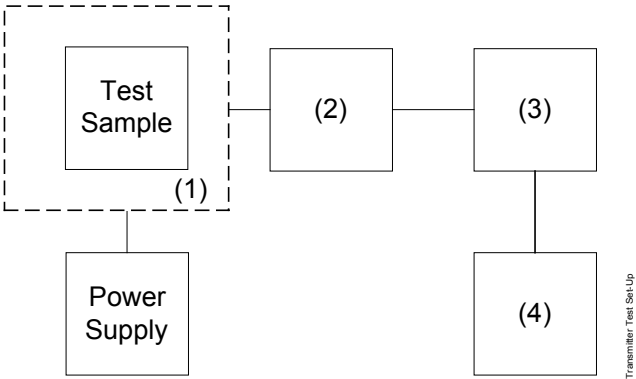 Test
Sample
(1)
(2)
(3)
Power
Supply
(4)
Transmitter Test Set-Up